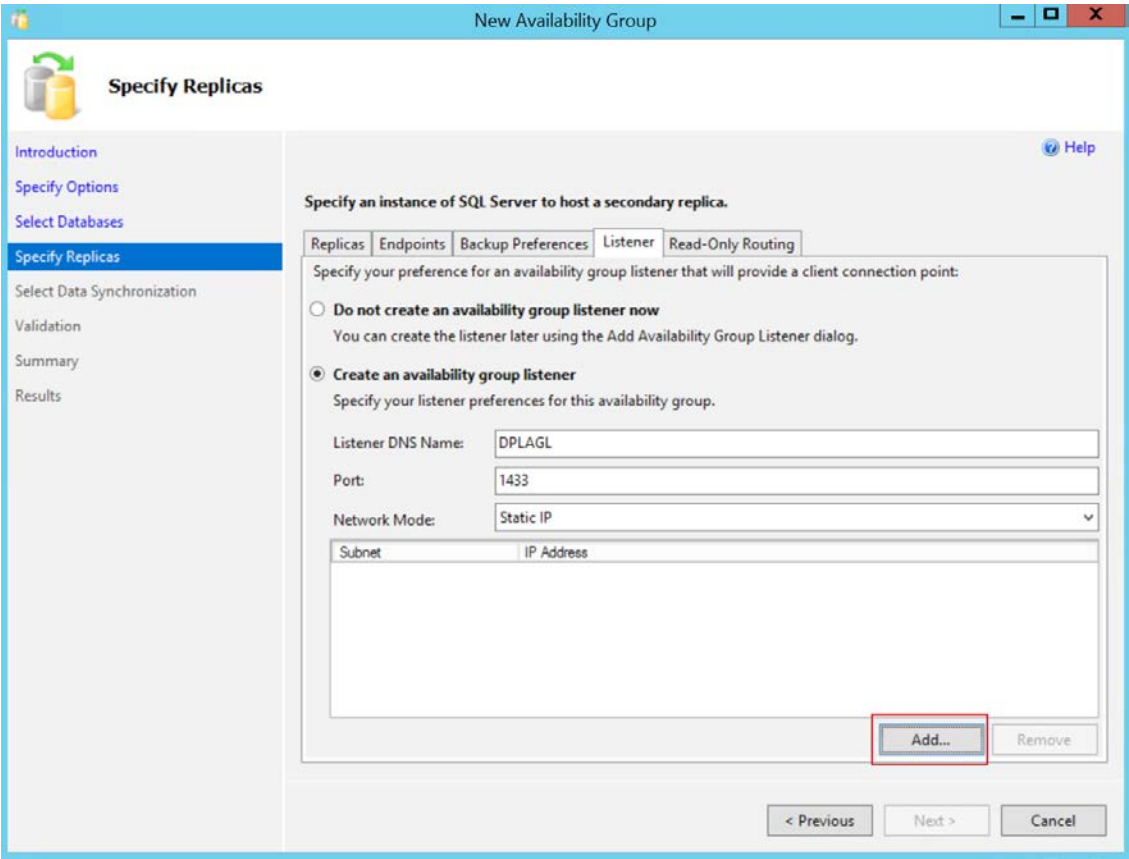 New Availability Group
Specify Replicas
Introduction
Specify Options
Select Databases
Specify Replicas
Select Data Synchronization
Validation
Summary
Results
Help
Specify an instance of SQL Server to host a secondary replica.
Replicas Endpoints Backup Preferences Listener Read-Only Routing
Specify your preference for an availability group listener that will provide a client connection point:
Do not create an availability group listener now
You can create the listener later using the Add Availability Group Listener dialog.
Create an availability group listener
Specify your listener preferences for this availability group.
Listener DNS Name: DPLAGL
Port: 1433
Network Mode: Static IP
Subnet IP Address
Add... Remove
< Previous Next > Cancel